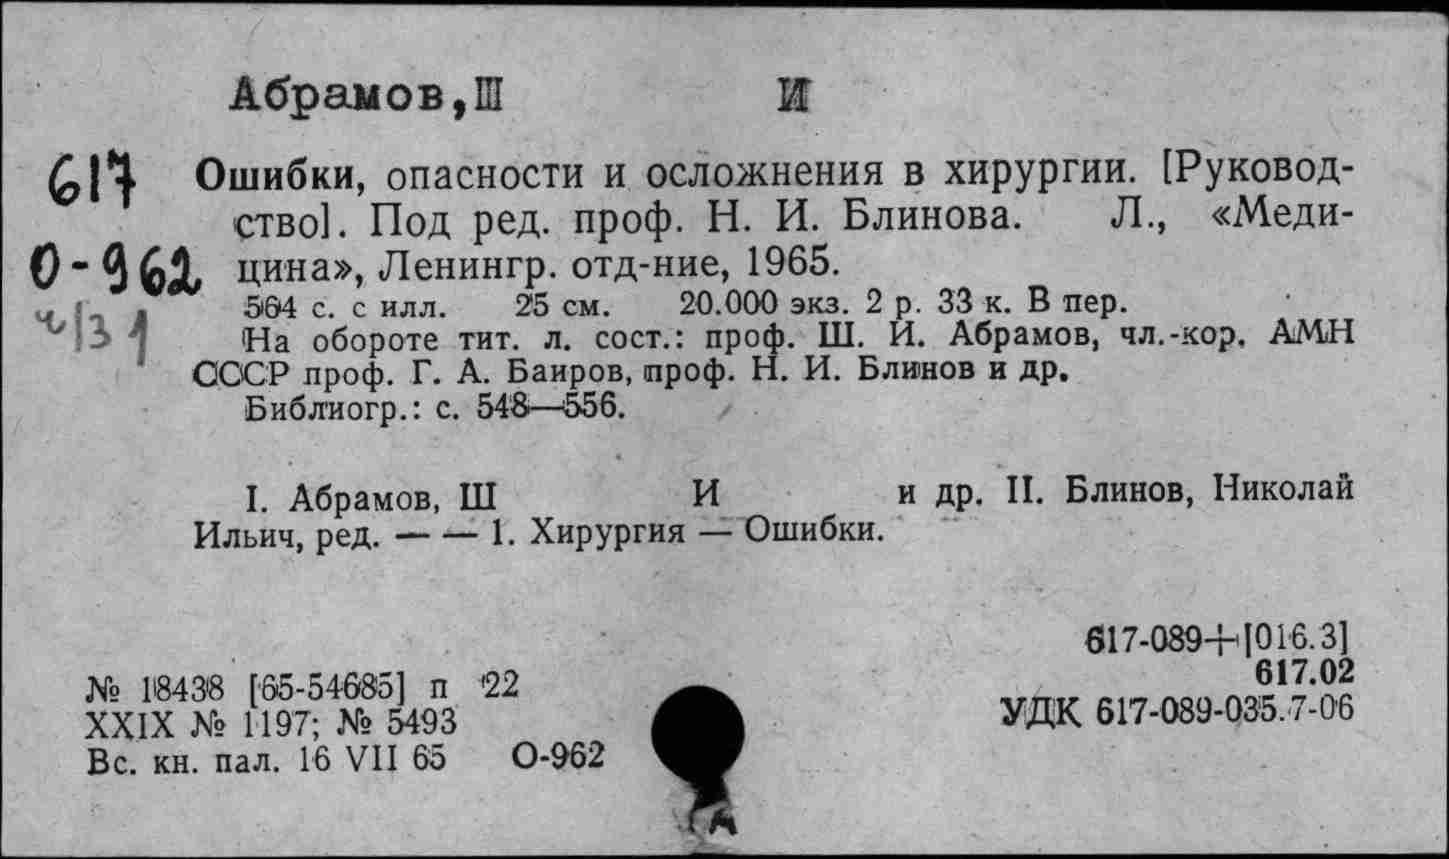 Абрамов,Ш И
617
Ошибки, опасности и осложнения в хирургии. [Руковод-
ство]. Под ред. проф. Н. И. Блинова. Л., «Меди-
О-962
цина», Ленингр. отд-ние, 1965.
564 с. с илл. 25 см. 20.000 экз. 2 р. 33 к. В пер.
На обороте тит. л. сост.: проф. Ш. И. Абрамов, чл.-кор. АМН
СССР проф. Г. А. Баиров, проф. Н. И. Блинов и др.
Библиогр.: с. 548—556.
I. Абрамов, Ш И и др. II. Блинов, Николай
Ильич, ред. — — 1. Хирургия — Ошибки.
617-089+[016.3]
617.02
УДК 617-089-035.7-06
№ 18438 [65-54685] п 22
XXIX № 1197; № 5493
Вс. кн. пал. 16 VII 65 О-962